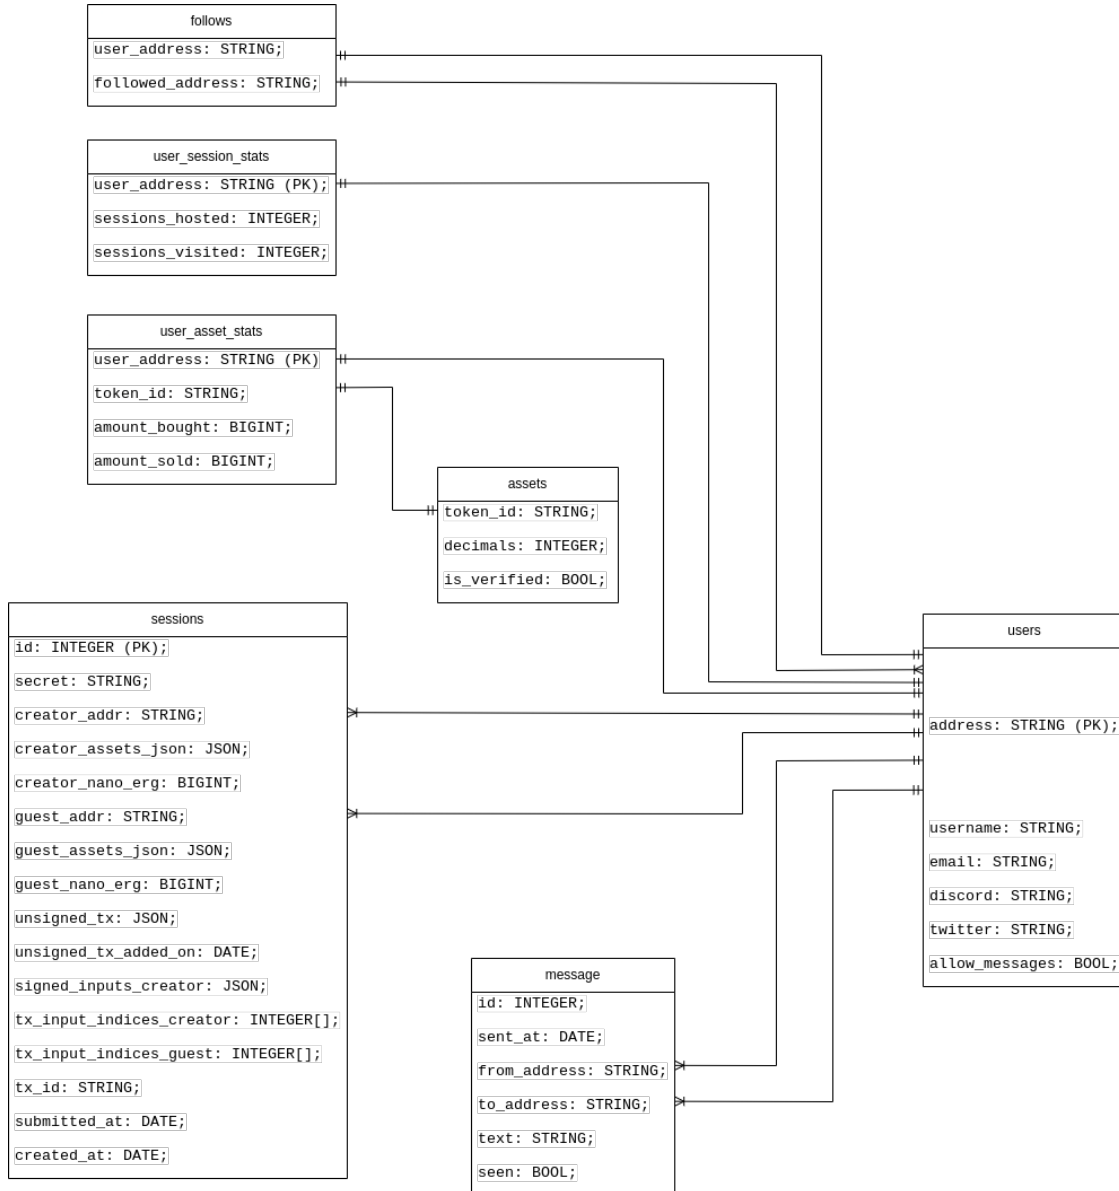 follows
user_address: STRING;
followed_address: STRING;
user_session_stats
user_address: STRING (PK);
sessions_hosted: INTEGER;
sessions_visited: INTEGER;
user_asset_stats
user_address: STRING (PK)
token_id: STRING;
amount_bought: BIGINT;
amount_sold: BIGINT;
assets
token_id: STRING;
decimals: INTEGER;
is_verified: BOOL;
sessions
id: INTEGER (PK);
secret: STRING;
creator_addr: STRING;
creator_assets_json: JSON;
creator_nano_erg: BIGINT;
guest_addr: STRING;
guest_assets_json: JSON;
guest_nano_erg: BIGINT;
unsigned_tx: JSON;
unsigned_tx_added_on: DATE;
signed_inputs_creator: JSON;
tx_input_indices_creator: INTEGER[];
tx_input_indices_guest: INTEGER[];
tx_id: STRING;
submitted_at: DATE;
created_at: DATE;
users
address: STRING (PK);
username: STRING;
email: STRING;
discord: STRING;
twitter: STRING;
allow_messages: BOOL;
message
id: INTEGER;
sent_at: DATE;
from_address: STRING;
to_address: STRING;
text: STRING;
seen: BOOL;